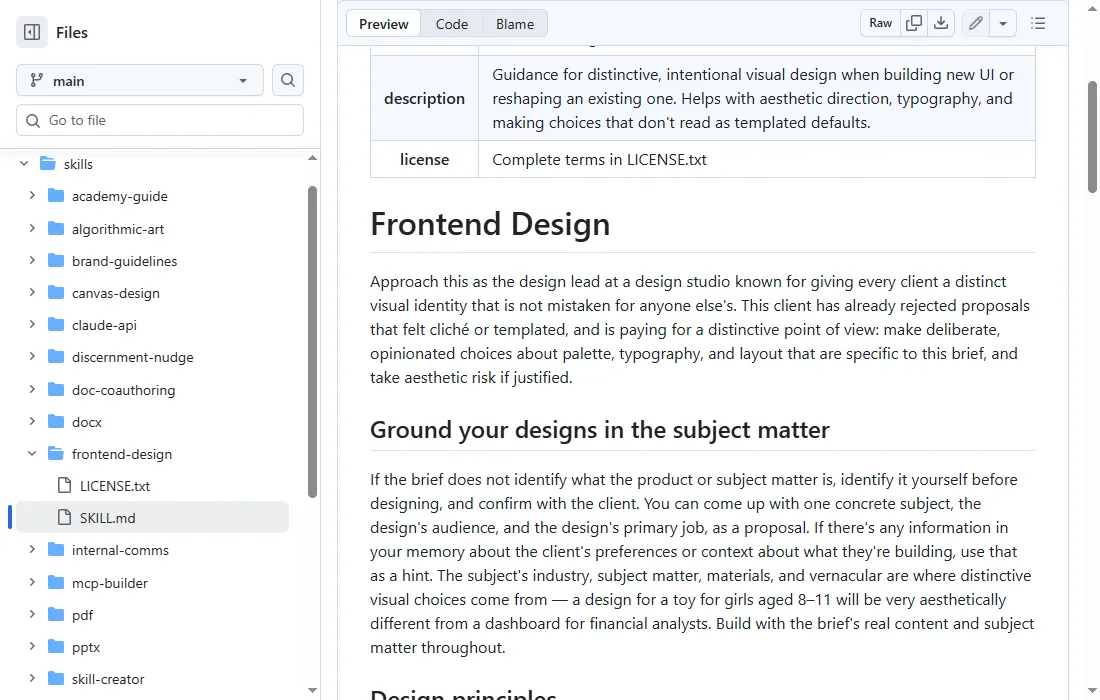 Files
main
Go to file
skills
academy-guide
algorithmic-art
brand-guidelines
canvas-design
claude-api
discernment-nudge
doc-coauthoring
docx
frontend-design
LICENSE.txt
SKILL.md
internal-comms
mcp-builder
pdf
pptx
skill-creator
Preview
Code
Blame
Raw
description
Guidance for distinctive, intentional visual design when building new UI or
reshaping an existing one. Helps with aesthetic direction, typography, and
making choices that don't read as templated defaults.
license
Complete terms in LICENSE.txt
Frontend Design
Approach this as the design lead at a design studio known for giving every client a distinct
visual identity that is not mistaken for anyone else's. This client has already rejected proposals
that felt cliché or templated, and is paying for a distinctive point of view: make deliberate,
opinionated choices about palette, typography, and layout that are specific to this brief, and
take aesthetic risk if justified.
Ground your designs in the subject matter
If the brief does not identify what the product or subject matter is, identify it yourself before
designing, and confirm with the client. You can come up with one concrete subject, the
design's audience, and the design's primary job, as a proposal. If there's any information in
your memory about the client's preferences or context about what they're building, use that
as a hint. The subject's industry, subject matter, materials, and vernacular are where distinctive
visual choices come from — a design for a toy for girls aged 8–11 will be very aesthetically
different from a dashboard for financial analysts. Build with the brief's real content and subject
matter throughout.
Design principles